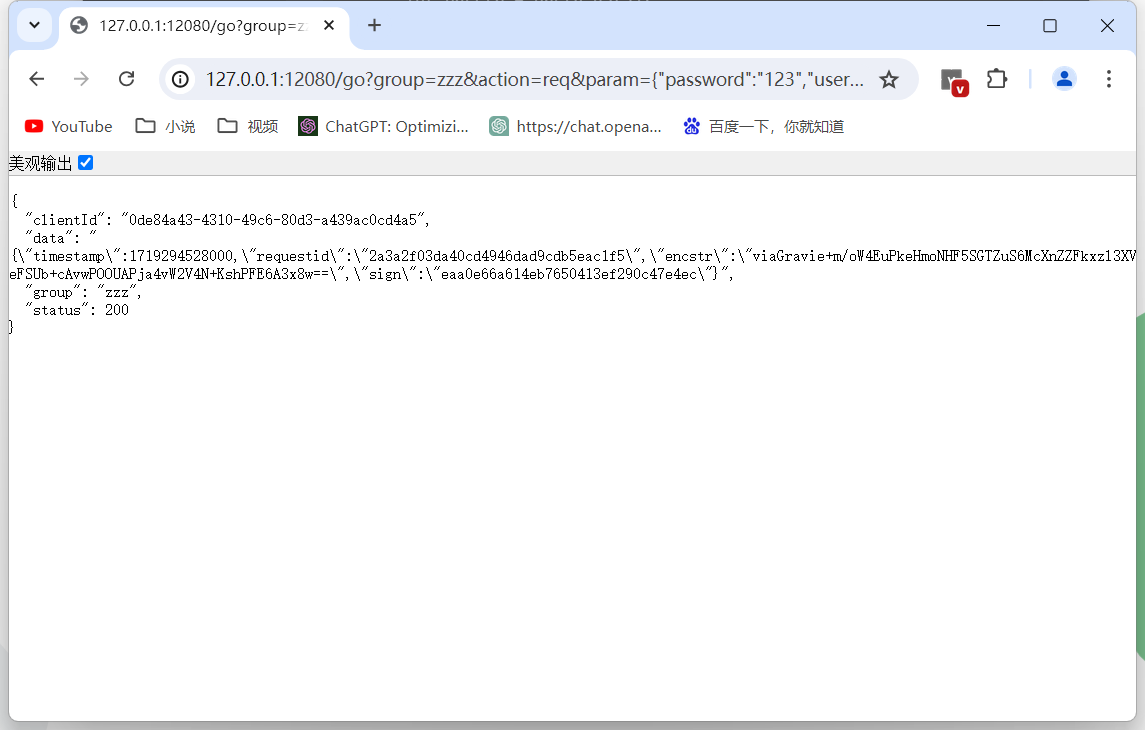 127.0.0.1:12080/go?group=zz
127.0.0.1:12080/go?group=zzz&action=req&param={"password":"123","user...
YouTube 小说 视频 ChatGPT: Optimizi... https://chat.opena... 百度一下，你就知道
美观输出
{
"clientId": "0de84a43-4310-49c6-80d3-a439ac0cd4a5",
"data": "
{\"timestamp\":1719294528000,\"requestid\":\"2a3a2f03da40cd4946dad9cdb5eac1f5\",\"encstr\":\"viaGravie+m/oW4EuPkeHmoNHF5SGTZuS6McXnZZFkxz13XV
eFSUb+cAvwPOOUAPja4vW2V4N+KshPFE6A3x8w==\",\"sign\":\"eaa0e66a614eb7650413ef290c47e4ec\"}",
"group": "zzz",
"status": 200
}